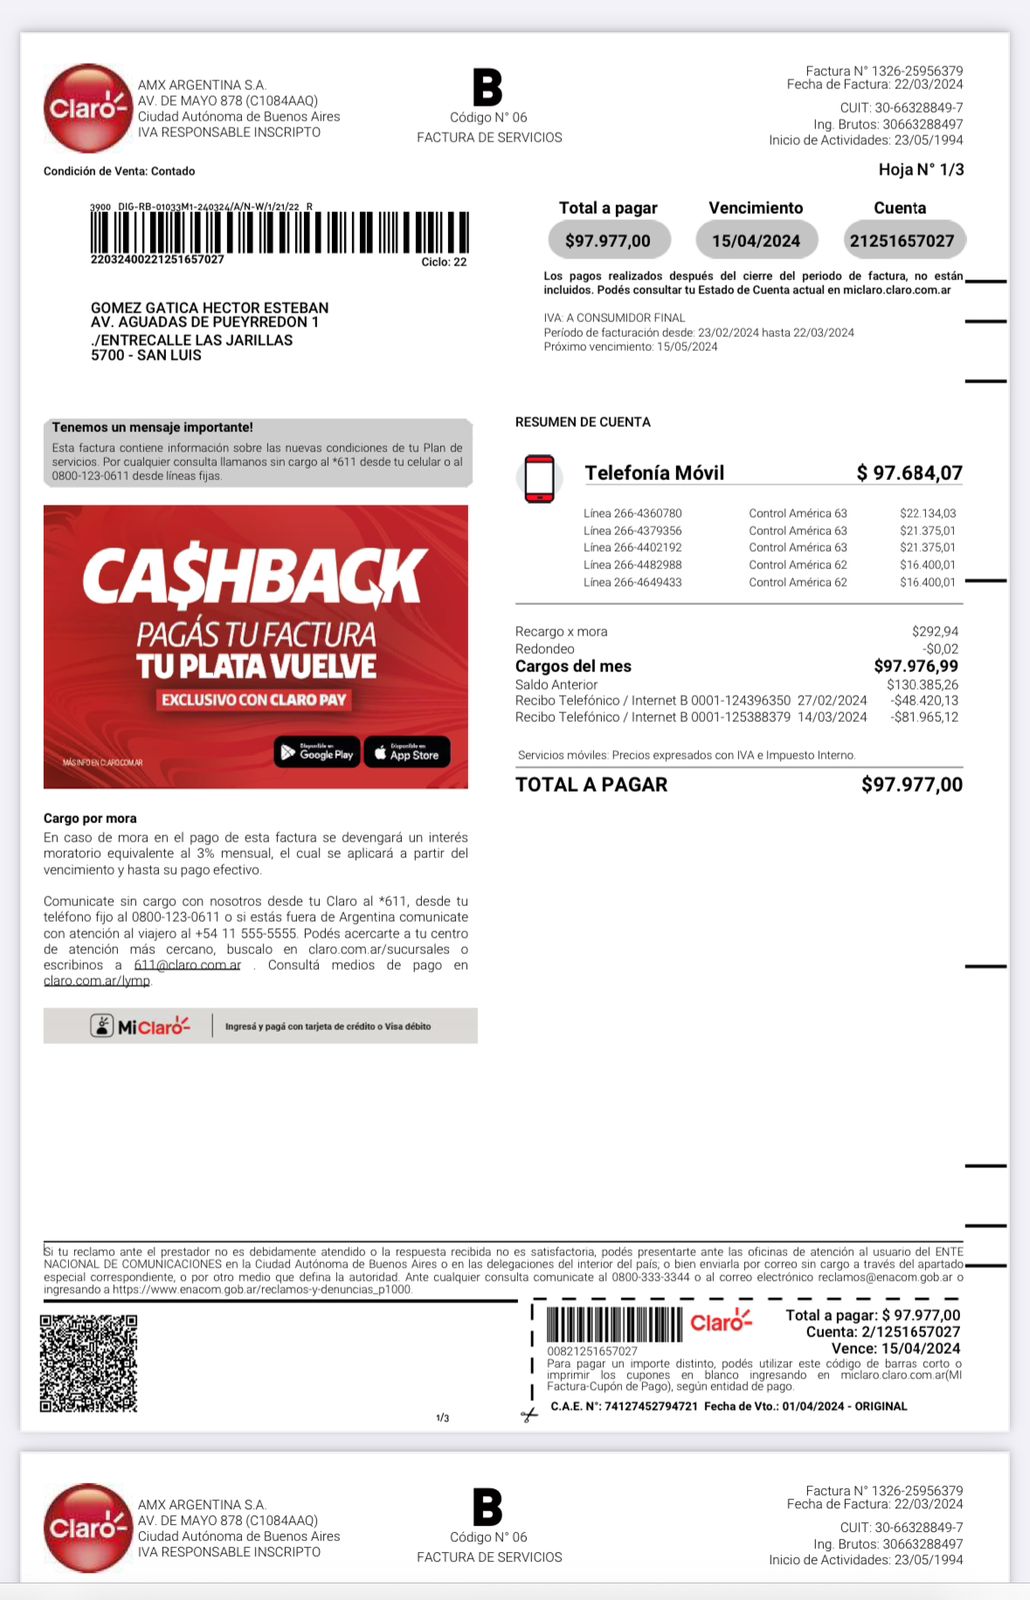 Claro
AMX ARGENTINA S.A.
AV. DE MAYO 878 (C1084AAQ)
Ciudad Autónoma de Buenos Aires
IVA RESPONSABLE INSCRIPTO
B
Código N° 06
FACTURA DE SERVICIOS
Factura N° 1326-25956379
Fecha de Factura: 22/03/2024
CUIT: 30-66328849-7
Ing. Brutos: 30663288497
Inicio de Actividades: 23/05/1994
Condición de Venta: Contado
Hoja N° 1/3
3900 DIG-RB-01033M1-240324/A/N-W/1/21/22 R
22032400221251657027
Ciclo: 22
Total a pagar Vencimiento Cuenta
$97.977,00 15/04/2024 21251657027
Los pagos realizados después del cierre del periodo de factura, no están
incluidos. Podés consultar tu Estado de Cuenta actual en miclaro.claro.com.ar
GOMEZ GATICA HECTOR ESTEBAN
AV. AGUADAS DE PUEYRREDON 1
./ENTRECALLE LAS JARILLAS
5700 - SAN LUIS
IVA: A CONSUMIDOR FINAL
Período de facturación desde: 23/02/2024 hasta 22/03/2024
Próximo vencimiento: 15/05/2024
Tenemos un mensaje importante!
Esta factura contiene información sobre las nuevas condiciones de tu Plan de
servicios. Por cualquier consulta llamanos sin cargo al *611 desde tu celular o al
0800-123-0611 desde líneas fijas.
CA$HBACK
PAGÁS TU FACTURA
TU PLATA VUELVE
EXCLUSIVO CON CLARO PAY
MÁS INFO EN CLARO.COM.AR
Disponible en Google Play
Disponible en App Store
Cargo por mora
En caso de mora en el pago de esta factura se devengará un interés
moratorio equivalente al 3% mensual, el cual se aplicará a partir del
vencimiento y hasta su pago efectivo.
Comunicate sin cargo con nosotros desde tu Claro al *611, desde tu
teléfono fijo al 0800-123-0611 o si estás fuera de Argentina comunicate
con atención al viajero al +54 11 555-5555. Podés acercarte a tu centro
de atención más cercano, buscalo en claro.com.ar/sucursales o
escribinos a 611@claro.com.ar . Consultá medios de pago en
claro.com.ar/lymp.
MiClaro Ingresá y pagá con tarjeta de crédito o Visa débito
RESUMEN DE CUENTA
Telefonía Móvil $ 97.684,07
Línea 266-4360780 Control América 63 $22.134,03
Línea 266-4379356 Control América 63 $21.375,01
Línea 266-4402192 Control América 63 $21.375,01
Línea 266-4482988 Control América 62 $16.400,01
Línea 266-4649433 Control América 62 $16.400,01
Recargo x mora $292,94
Redondeo -$0,02
Cargos del mes $97.976,99
Saldo Anterior $130.385,26
Recibo Telefónico / Internet B 0001-124396350 27/02/2024 -$48.420,13
Recibo Telefónico / Internet B 0001-125388379 14/03/2024 -$81.965,12
Servicios móviles: Precios expresados con IVA e Impuesto Interno.
TOTAL A PAGAR $97.977,00
Si tu reclamo ante el prestador no es debidamente atendido o la respuesta recibida no es satisfactoria, podés presentarte ante las oficinas de atención al usuario del ENTE
NACIONAL DE COMUNICACIONES en la Ciudad Autónoma de Buenos Aires o en las delegaciones del interior del país; o bien enviarla por correo sin cargo a través del apartado
especial correspondiente, o por otro medio que defina la autoridad. Ante cualquier consulta comunicate al 0800-333-3344 o al correo electrónico reclamos@enacom.gob.ar o
ingresando a https://www.enacom.gob.ar/reclamos-y-denuncias_p1000.
Claro
Total a pagar: $ 97.977,00
Cuenta: 2/1251657027
Vence: 15/04/2024
00821251657027
Para pagar un importe distinto, podés utilizar este código de barras corto o
imprimir los cupones en blanco ingresando en miclaro.claro.com.ar(MI
Factura-Cupón de Pago), según entidad de pago.
C.A.E. N°: 74127452794721 Fecha de Vto.: 01/04/2024 - ORIGINAL
1/3
Claro
AMX ARGENTINA S.A.
AV. DE MAYO 878 (C1084AAQ)
Ciudad Autónoma de Buenos Aires
IVA RESPONSABLE INSCRIPTO
B
Código N° 06
FACTURA DE SERVICIOS
Factura N° 1326-25956379
Fecha de Factura: 22/03/2024
CUIT: 30-66328849-7
Ing. Brutos: 30663288497
Inicio de Actividades: 23/05/1994